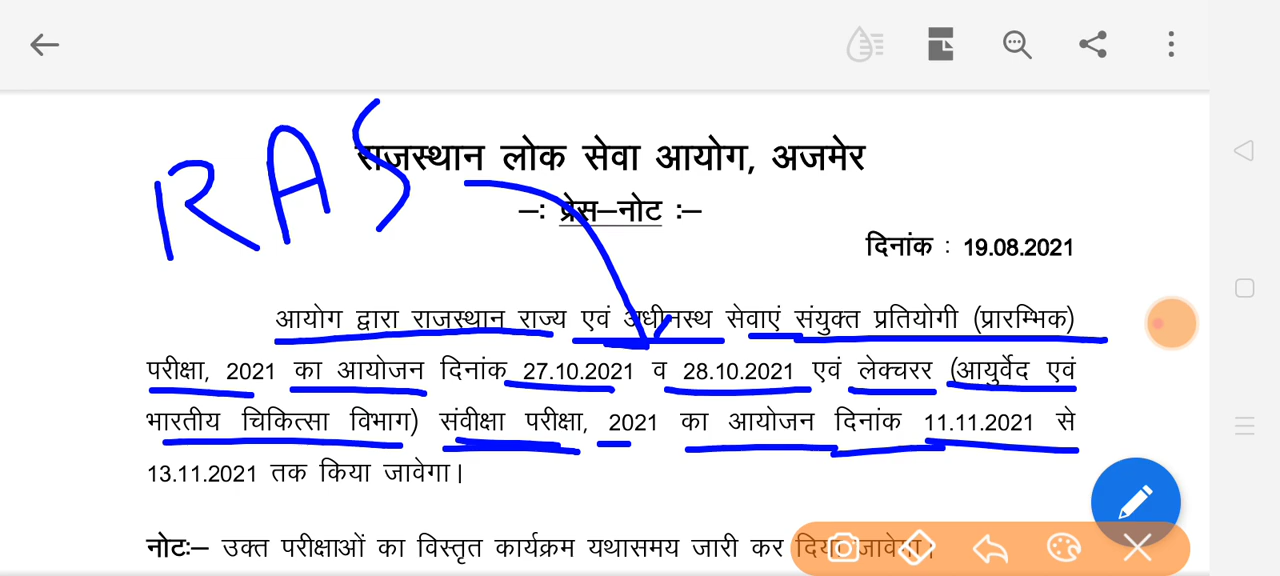 RAS
राजस्थान लोक सेवा आयोग, अजमेर
–: प्रेस–नोट :–
दिनांक : 19.08.2021
आयोग द्वारा राजस्थान राज्य एवं अधीनस्थ सेवाएं संयुक्त प्रतियोगी (प्रारम्भिक)
परीक्षा, 2021 का आयोजन दिनांक 27.10.2021 व 28.10.2021 एवं लेक्चरर (आयुर्वेद एवं
भारतीय चिकित्सा विभाग) संवीक्षा परीक्षा, 2021 का आयोजन दिनांक 11.11.2021 से
13.11.2021 तक किया जावेगा।
नोटः– उक्त परीक्षाओं का विस्तृत कार्यक्रम यथासमय जारी कर दिया जावेगा।